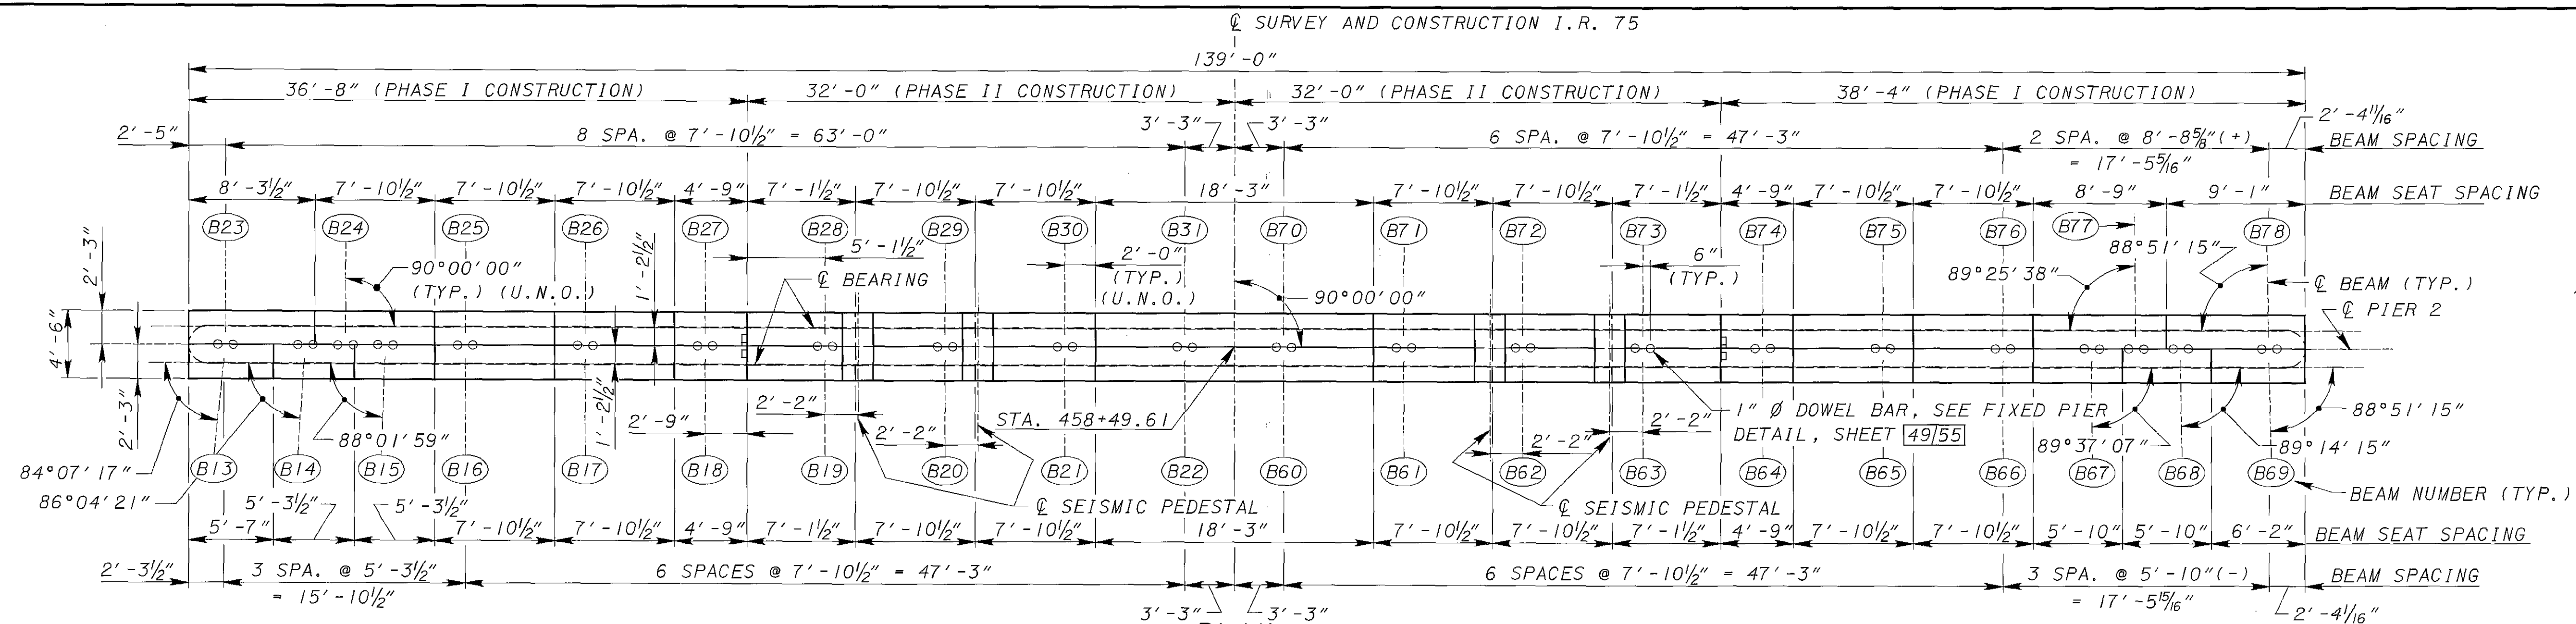 ℄ SURVEY AND CONSTRUCTION I.R. 75
139'-0"
36'-8" (PHASE I CONSTRUCTION) 32'-0" (PHASE II CONSTRUCTION) 32'-0" (PHASE II CONSTRUCTION) 38'-4" (PHASE I CONSTRUCTION)
2'-5" 8 SPA. @ 7'-10½" = 63'-0" 3'-3" 3'-3" 6 SPA. @ 7'-10½" = 47'-3" 2 SPA. @ 8'-8⅝"(+) 2'-4 11/16"
= 17'-5 5/16" BEAM SPACING
8'-3½" 7'-10½" 7'-10½" 7'-10½" 4'-9" 7'-1½" 7'-10½" 7'-10½" 18'-3" 7'-10½" 7'-10½" 7'-1½" 4'-9" 7'-10½" 7'-10½" 8'-9" 9'-1" BEAM SEAT SPACING
B23 B24 B25 B26 B27 B28 B29 B30 B31 B70 B71 B72 B73 B74 B75 B76 B77 B78
2'-3" 90°00'00" 1'-2½" 5'-1½" 2'-0" 6" 88°51'15"
(TYP.) (U.N.O.) ℄ BEARING (TYP.) (TYP.) 89°25'38" ℄ BEAM (TYP.)
(U.N.O.) 90°00'00" ℄ PIER 2
4'-6"
2'-3" 1'-2½" 2'-9" 2'-2" 2'-2" STA. 458+49.61 2'-2" 2'-2" 1" Ø DOWEL BAR, SEE FIXED PIER 88°51'15"
88°01'59" DETAIL, SHEET 49/55 89°37'07" 89°14'15"
84°07'17" B13 B14 B15 B16 B17 B18 B19 B20 B21 B22 B60 B61 B62 B63 B64 B65 B66 B67 B68 B69
86°04'21" 5'-3½" 5'-3½" ℄ SEISMIC PEDESTAL ℄ SEISMIC PEDESTAL BEAM NUMBER (TYP.)
5'-7" 7'-10½" 7'-10½" 4'-9" 7'-1½" 7'-10½" 7'-10½" 18'-3" 7'-10½" 7'-10½" 7'-1½" 4'-9" 7'-10½" 7'-10½" 5'-10" 5'-10" 6'-2" BEAM SEAT SPACING
2'-3½" 3 SPA. @ 5'-3½" 6 SPACES @ 7'-10½" = 47'-3" 6 SPACES @ 7'-10½" = 47'-3" 3 SPA. @ 5'-10"(-) BEAM SPACING
= 15'-10½" 3'-3" 3'-3" = 17'-5 15/16" 2'-4 1/16"